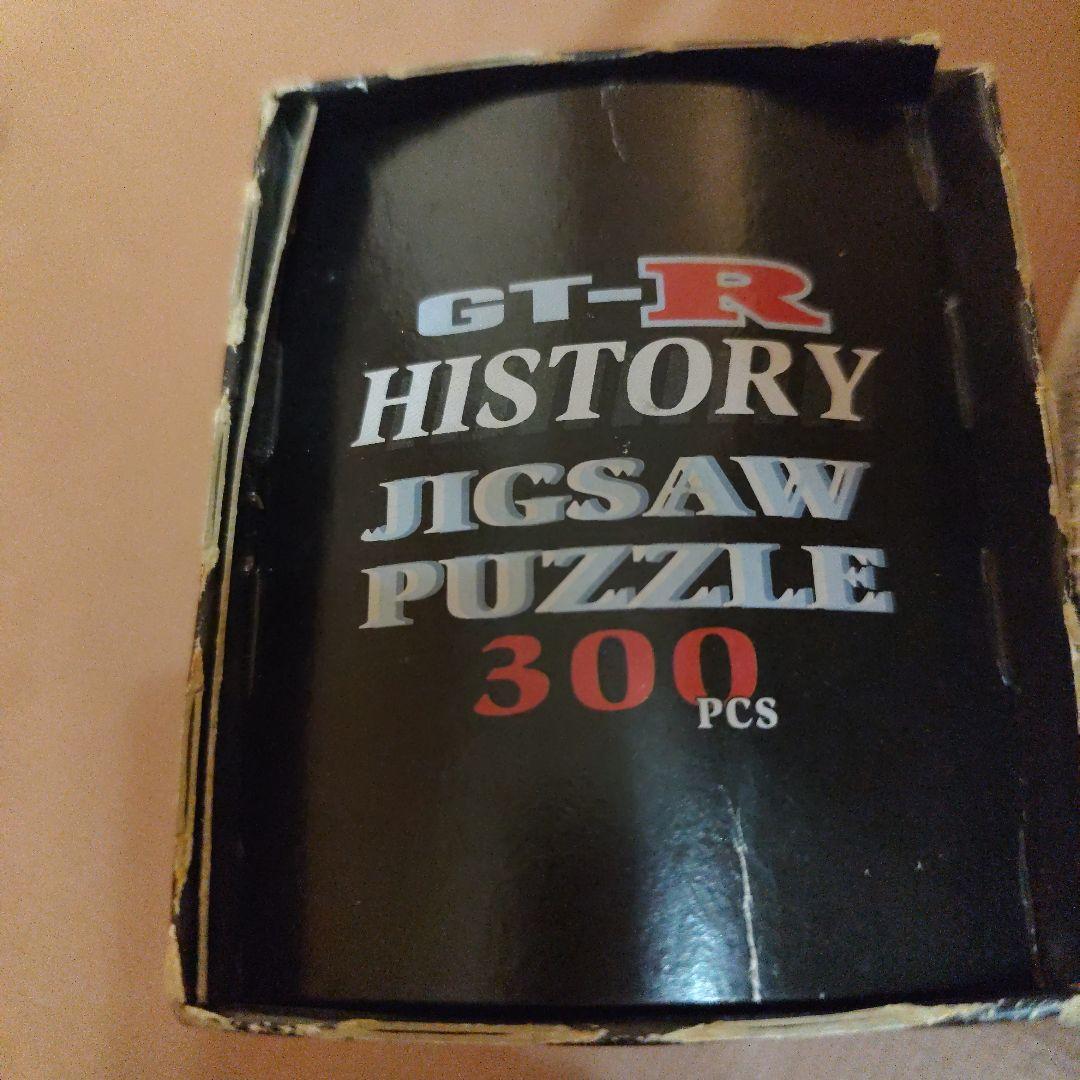 GT-R
HISTORY
JIGSAW
PUZZLE
300
PCS